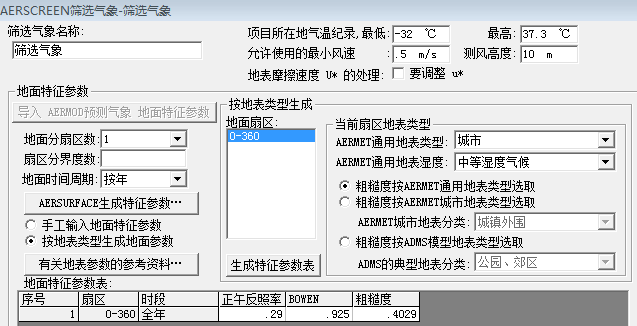 AERSCREEN筛选气象-筛选气象
筛选气象名称:
筛选气象
项目所在地气温纪录,最低: -32 ℃ 最高: 37.3 ℃
允许使用的最小风速 .5 m/s 测风高度: 10 m
地表摩擦速度 U* 的处理: 要调整 u*
地面特征参数
导入 AERMOD预测气象 地面特征参数
地面分扇区数: 1
扇区分界度数:
地面时间周期: 按年
AERSURFACE生成特征参数…
手工输入地面特征参数
按地表类型生成地面参数
有关地表参数的参考资料…
按地表类型生成
地面扇区:
0-360
生成特征参数表
当前扇区地表类型
AERMET通用地表类型: 城市
AERMET通用地表湿度: 中等湿度气候
粗糙度按AERMET通用地表类型选取
粗糙度按AERMET城市地表类型选取
AERMET城市地表分类: 城镇外围
粗糙度按ADMS模型地表类型选取
ADMS的典型地表分类: 公园、郊区
地面特征参数表:
序号 扇区 时段 正午反照率 BOWEN 粗糙度
1 0-360 全年 .29 .925 .4029